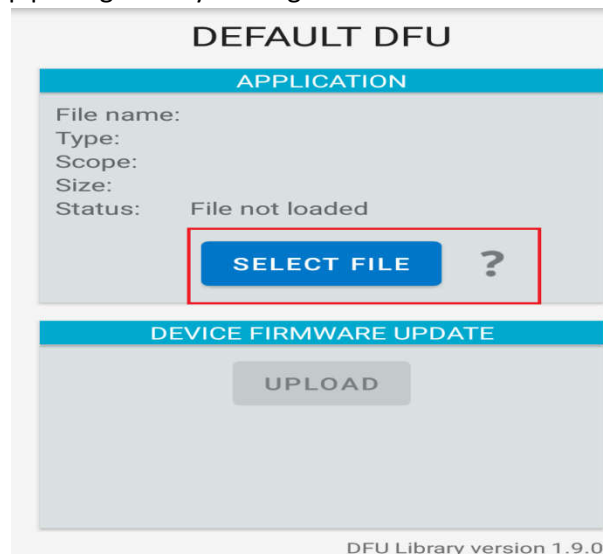 DEFAULT DFU
APPLICATION
File name:
Type:
Scope:
Size:
Status: File not loaded
SELECT FILE ?
DEVICE FIRMWARE UPDATE
UPLOAD
DFU Library version 1.9.0